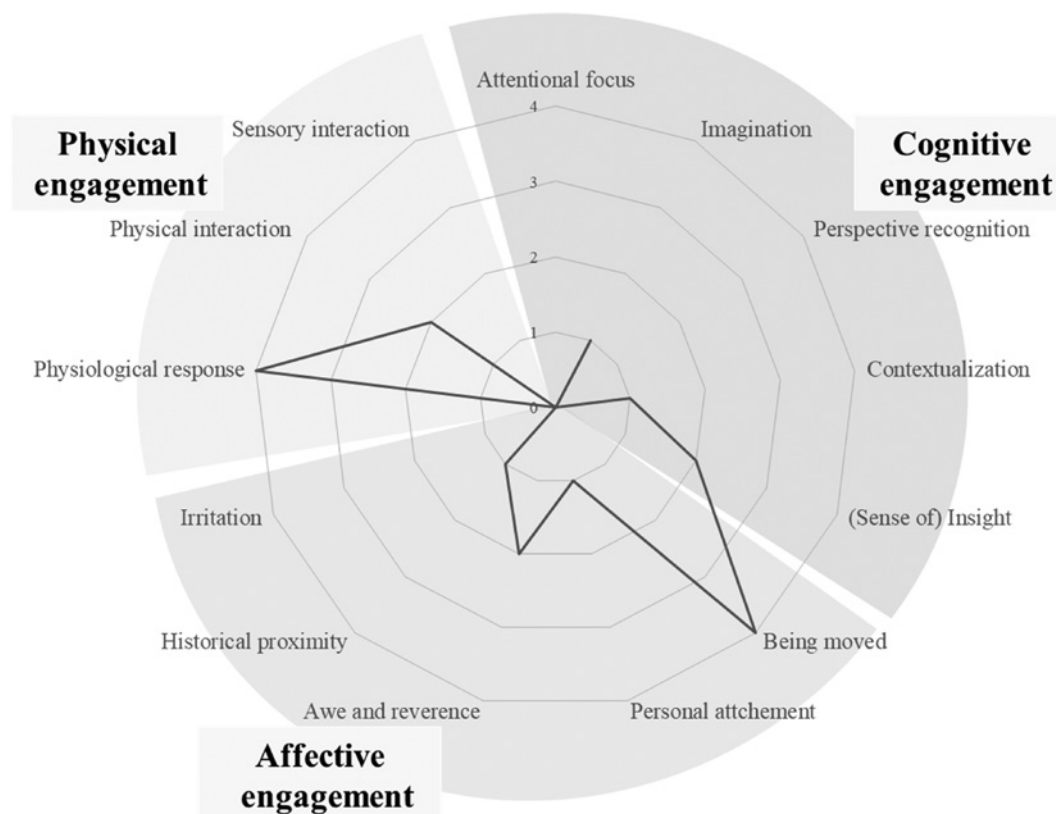 Attentional focus
Sensory interaction
Imagination
Physical
engagement
Cognitive
engagement
Physical interaction
Perspective recognition
Physiological response
Contextualization
4
3
2
1
0
Irritation
(Sense of) Insight
Historical proximity
Being moved
Awe and reverence
Personal attchement
Affective
engagement